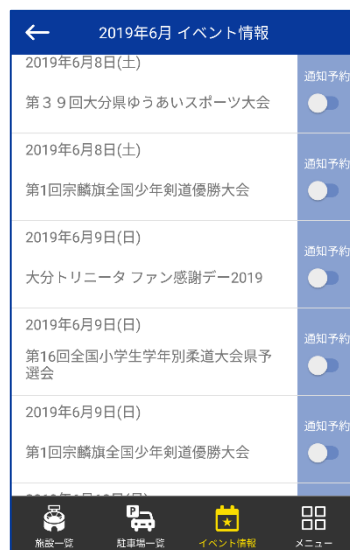 2019年6月 イベント情報
2019年6月8日(土)
通知予約
第３９回大分県ゆうあいスポーツ大会
2019年6月8日(土)
通知予約
第1回宗麟旗全国少年剣道優勝大会
2019年6月9日(日)
通知予約
大分トリニータ ファン感謝デー2019
2019年6月9日(日)
通知予約
第16回全国小学生学年別柔道大会県予
選会
2019年6月9日(日)
通知予約
第1回宗麟旗全国少年剣道優勝大会
P
施設一覧
駐車場一覧
イベント情報
メニュー